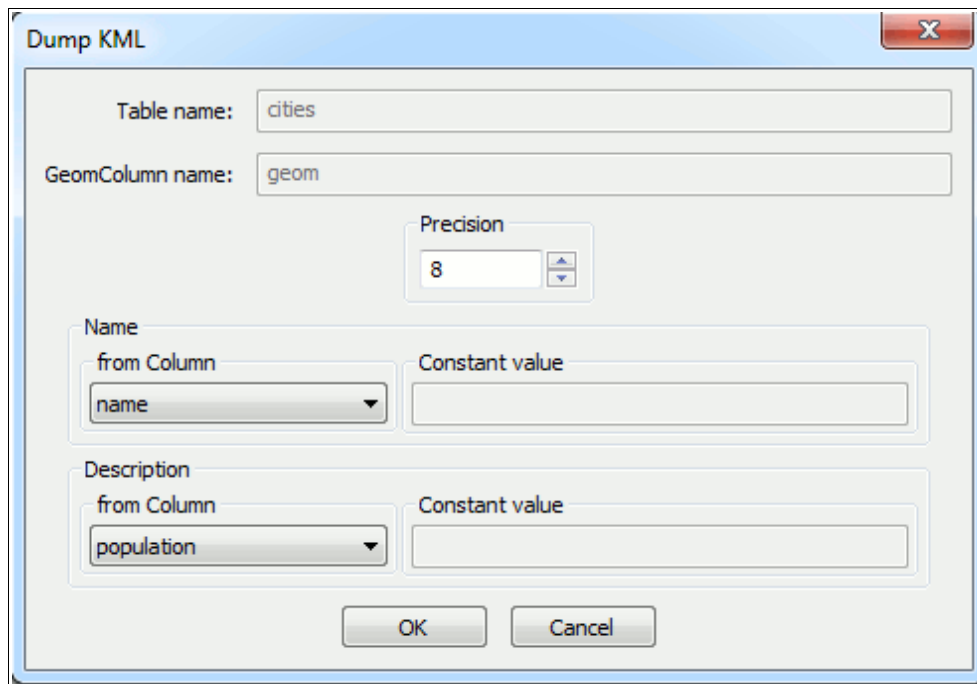 Dump KML
Table name: cities
GeomColumn name: geom
Precision
8
Name
from Column Constant value
name
Description
from Column Constant value
population
OK Cancel